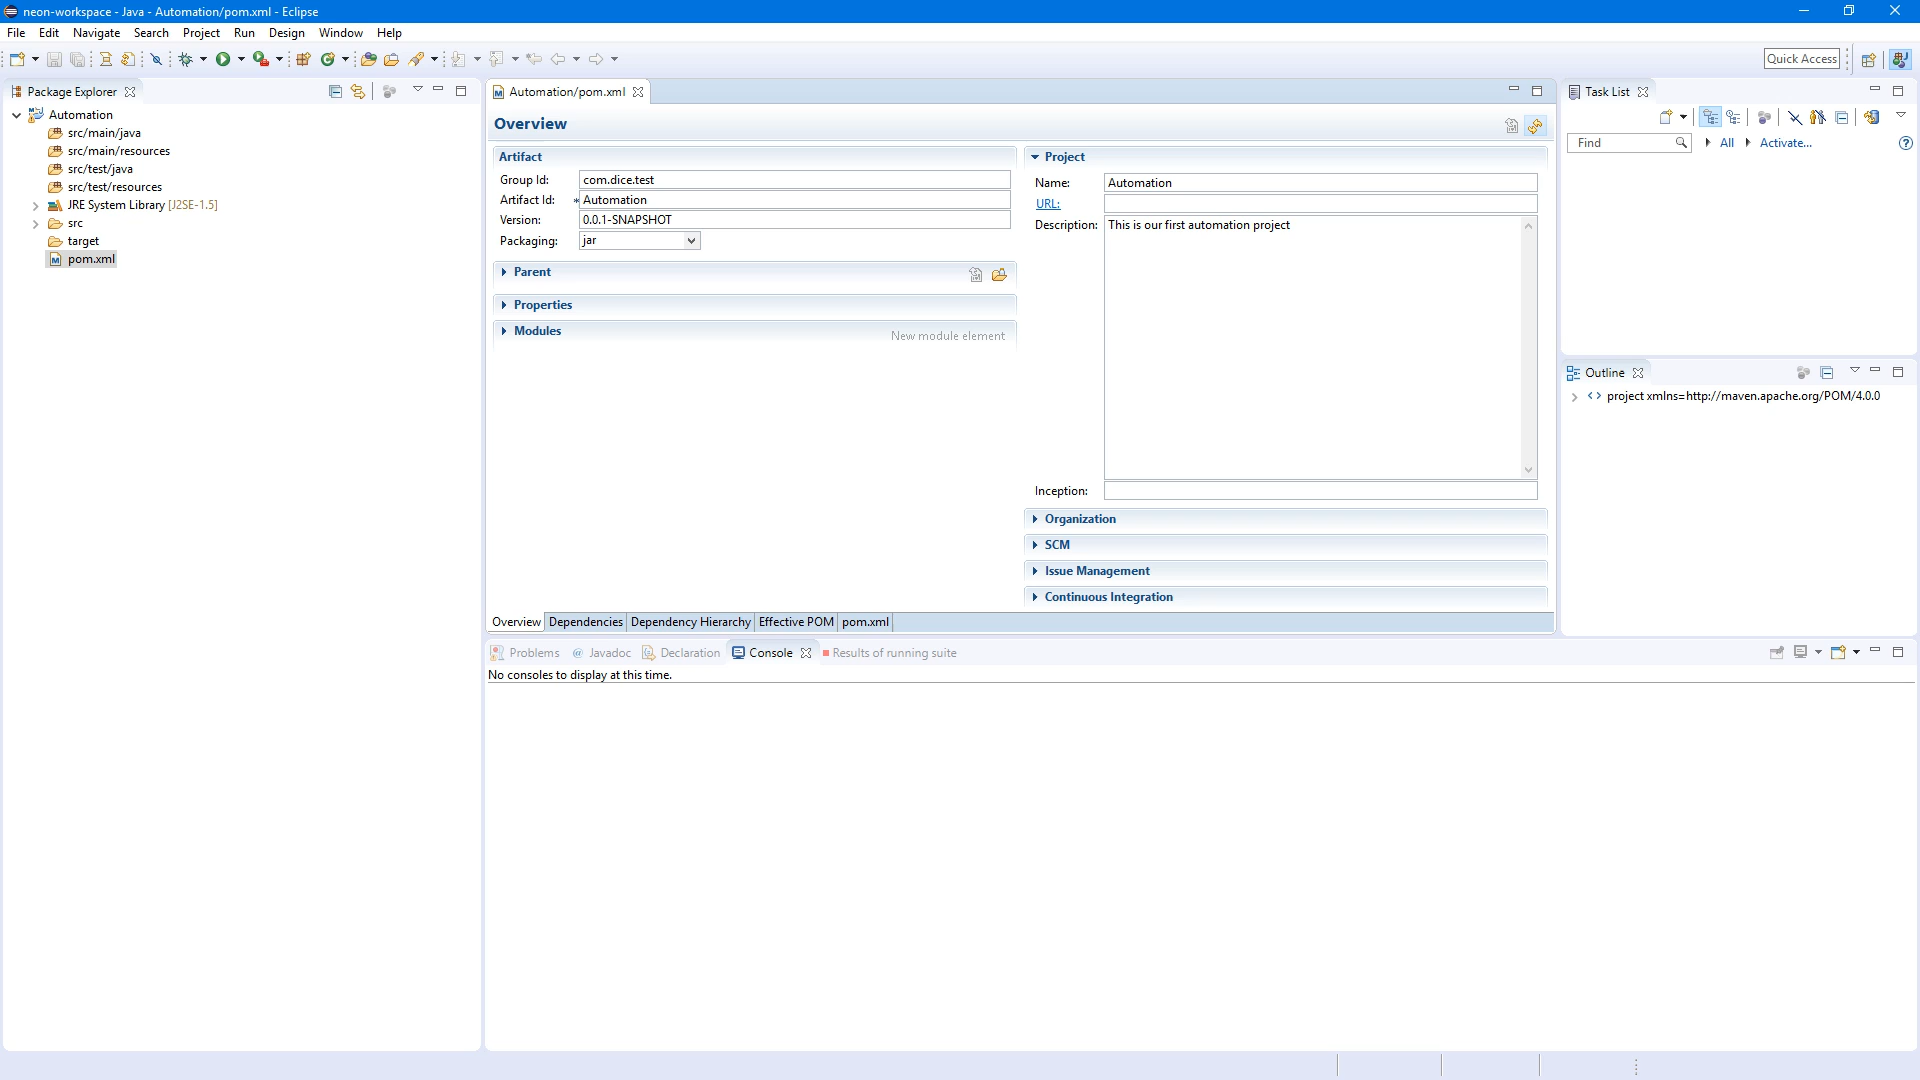 neon-workspace - Java - Automation/pom.xml - Eclipse
File Edit Navigate Search Project Run Design Window Help
Quick Access
Package Explorer
Automation
src/main/java
src/main/resources
src/test/java
src/test/resources
JRE System Library [J2SE-1.5]
src
target
pom.xml
Automation/pom.xml
Overview
Artifact
Group Id: com.dice.test
Artifact Id: * Automation
Version: 0.0.1-SNAPSHOT
Packaging: jar
Parent
Properties
Modules
New module element
Project
Name: Automation
URL:
Description: This is our first automation project
Inception:
Organization
SCM
Issue Management
Continuous Integration
Overview Dependencies Dependency Hierarchy Effective POM pom.xml
Task List
Find All Activate...
Outline
project xmlns=http://maven.apache.org/POM/4.0.0
Problems @ Javadoc Declaration Console Results of running suite
No consoles to display at this time.